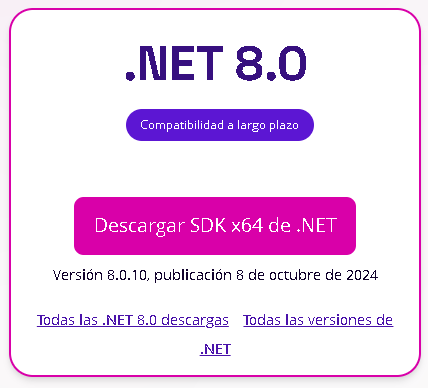 .NET 8.0
Compatibilidad a largo plazo
Descargar SDK x64 de .NET
Versión 8.0.10, publicación 8 de octubre de 2024
Todas las .NET 8.0 descargas Todas las versiones de
.NET